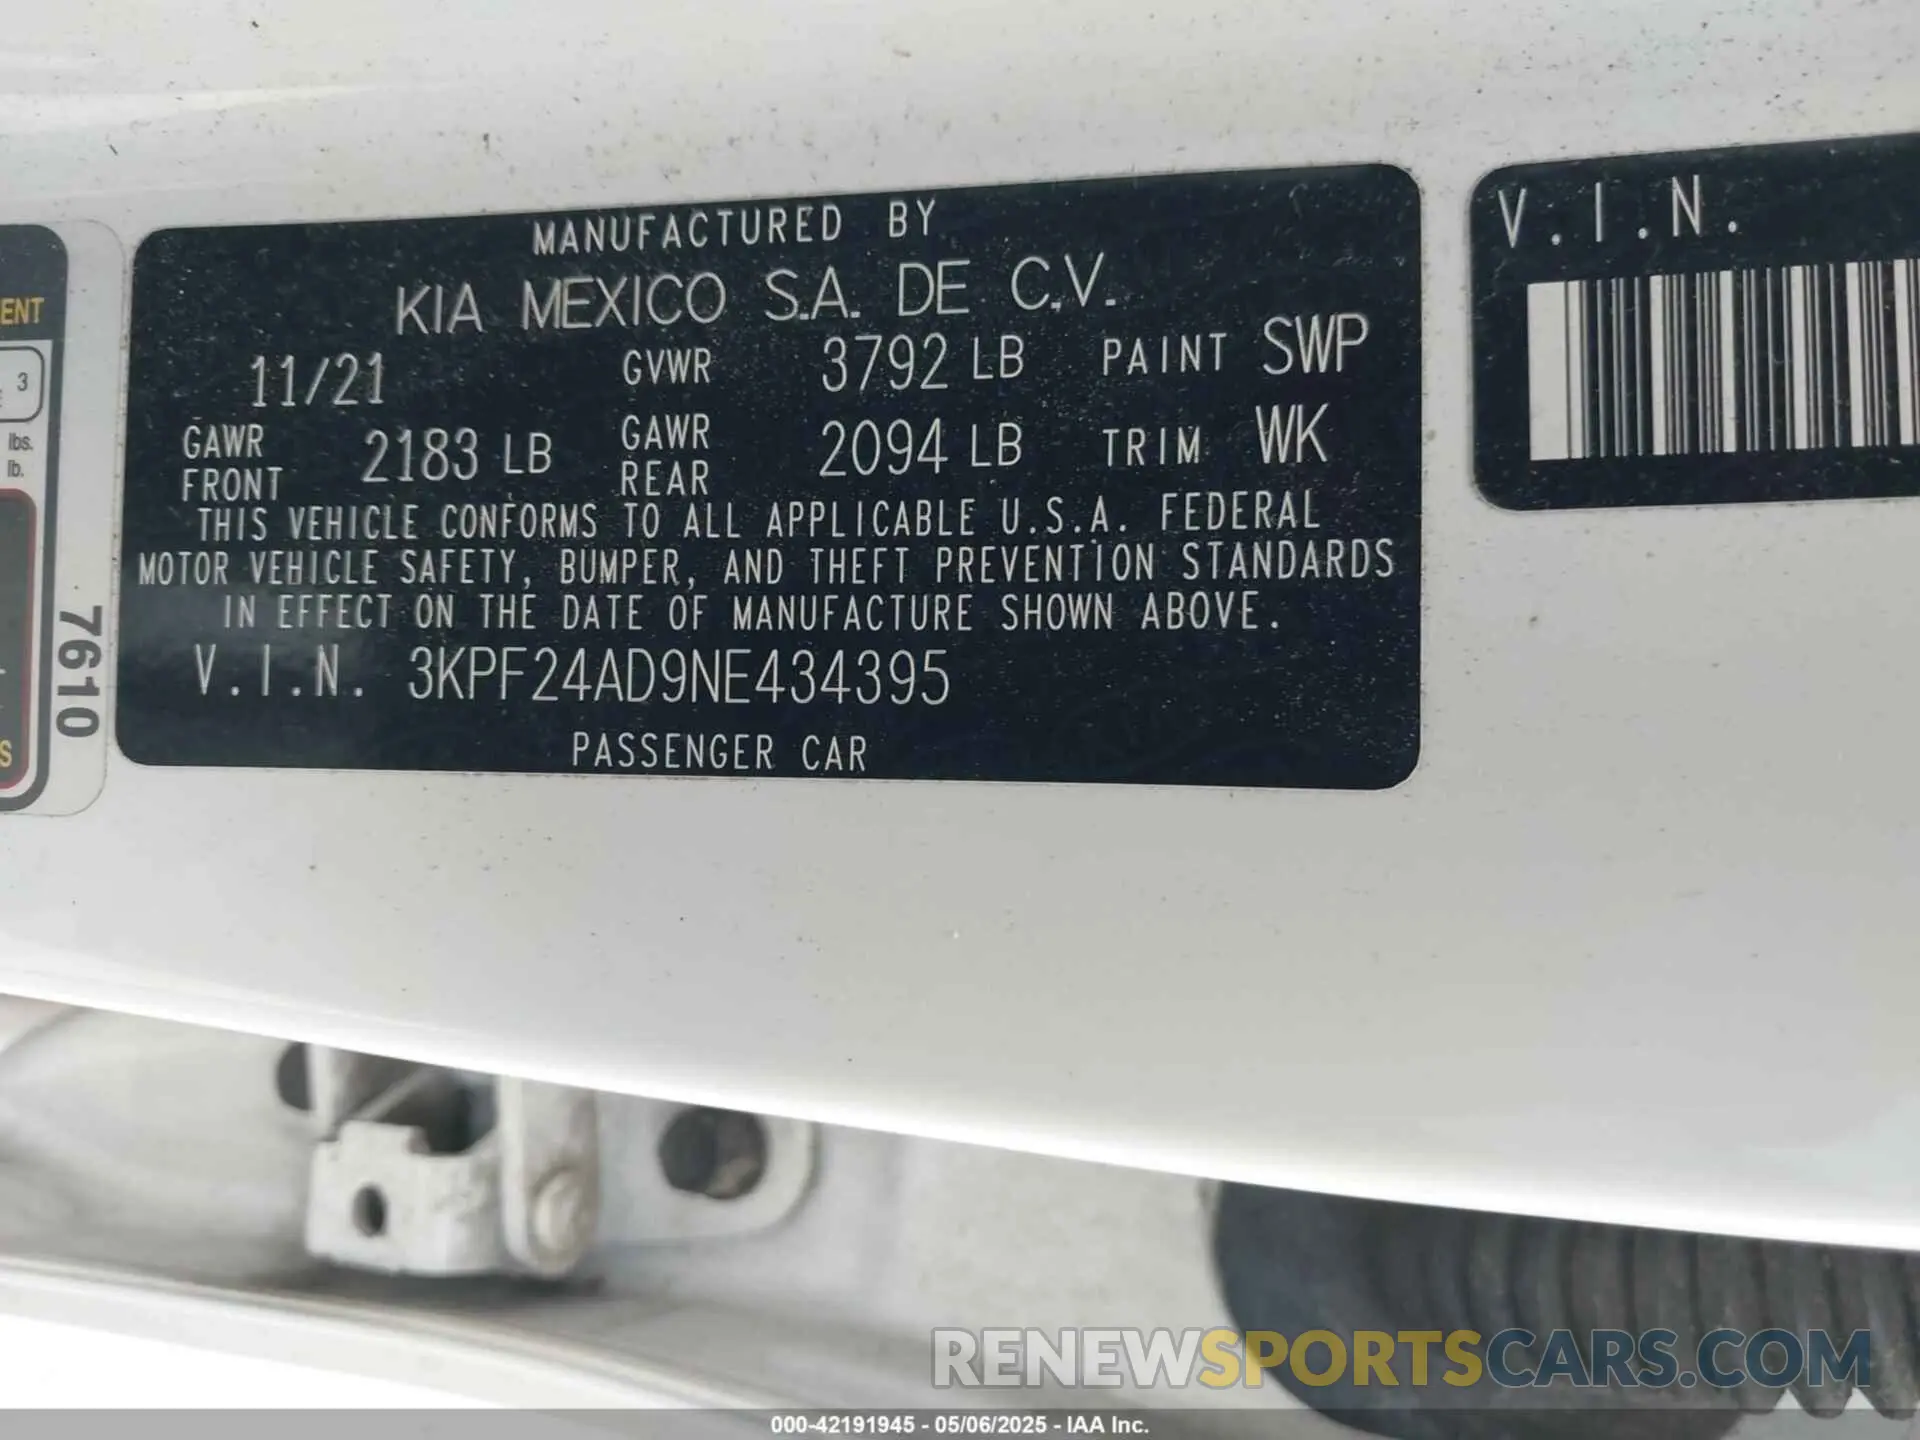 MANUFACTURED BY
KIA MEXICO S.A. DE C.V.
11/21 GVWR 3792 LB PAINT SWP
GAWR FRONT 2183 LB GAWR REAR 2094 LB TRIM WK
THIS VEHICLE CONFORMS TO ALL APPLICABLE U.S.A. FEDERAL
MOTOR VEHICLE SAFETY, BUMPER, AND THEFT PREVENTION STANDARDS
IN EFFECT ON THE DATE OF MANUFACTURE SHOWN ABOVE.
V.I.N. 3KPF24AD9NE434395
PASSENGER CAR
V.I.N.
ENT
3
lbs.
lb.
S
7610
RENEWSPORTSCARS.COM
000-42191945 - 05/06/2025 - IAA Inc.